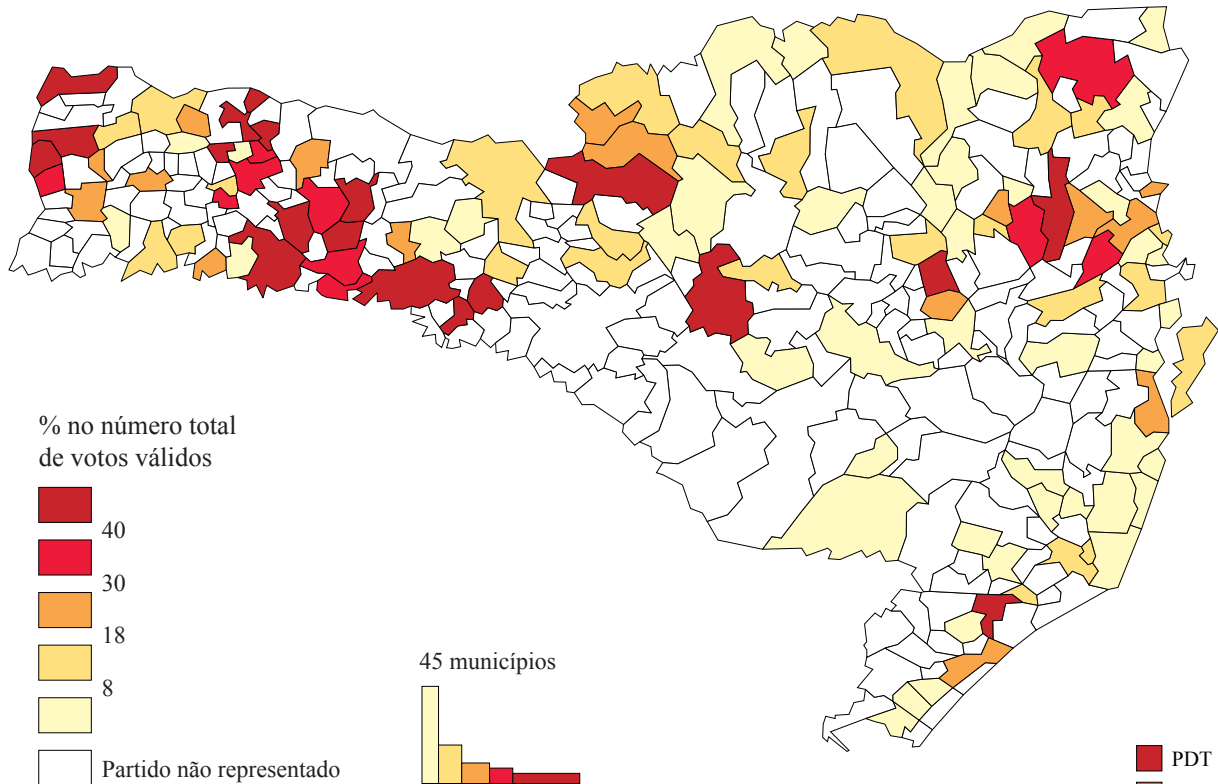 % no número total
de votos válidos
40
30
18
8
Partido não representado
45 municípios
PDT